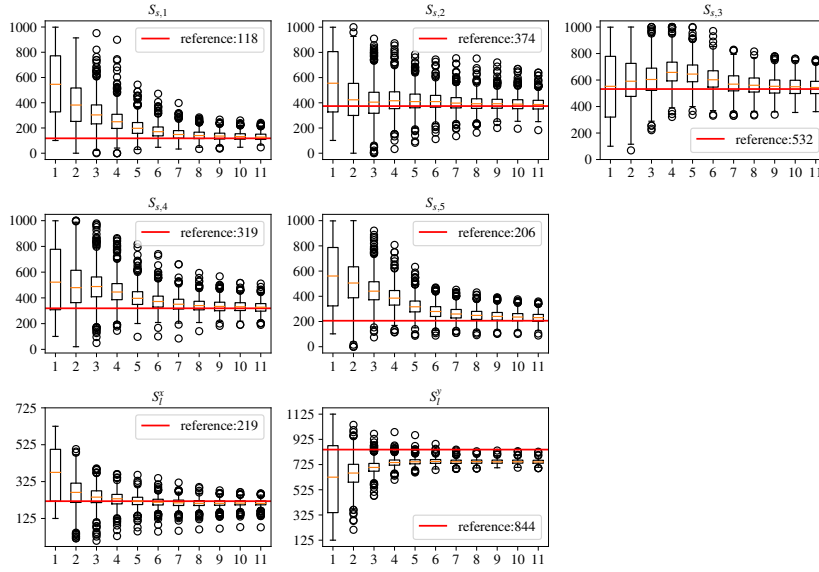 S_{s,1}
1000
800
600
400
200
0
reference:118
1 2 3 4 5 6 7 8 9 10 11
S_{s,2}
1000
800
600
400
200
0
reference:374
1 2 3 4 5 6 7 8 9 10 11
S_{s,3}
1000
800
600
400
200
0
reference:532
1 2 3 4 5 6 7 8 9 10 11
S_{s,4}
1000
800
600
400
200
0
reference:319
1 2 3 4 5 6 7 8 9 10 11
S_{s,5}
1000
800
600
400
200
0
reference:206
1 2 3 4 5 6 7 8 9 10 11
S_l^x
725
525
325
125
reference:219
1 2 3 4 5 6 7 8 9 10 11
S_l^y
1125
925
725
525
325
125
reference:844
1 2 3 4 5 6 7 8 9 10 11